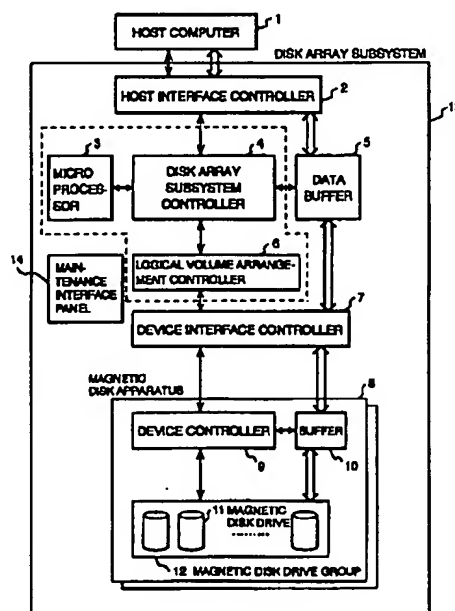 1
HOST COMPUTER
DISK ARRAY SUBSYSTEM
2
HOST INTERFACE CONTROLLER
3
4
5
MICRO
PROCES-
SOR
DISK ARRAY
SUBSYSTEM
CONTROLLER
DATA
BUFFER
6
LOGICAL VOLUME ARRANGE-
MENT CONTROLLER
14
MAIN-
TENANCE
INTERFACE
PANEL
7
DEVICE INTERFACE CONTROLLER
MAGNETIC
DISK APPARATUS
8
DEVICE CONTROLLER
BUFFER
9
10
11 MAGNETIC
DISK DRIVE
12 MAGNETIC DISK DRIVE GROUP